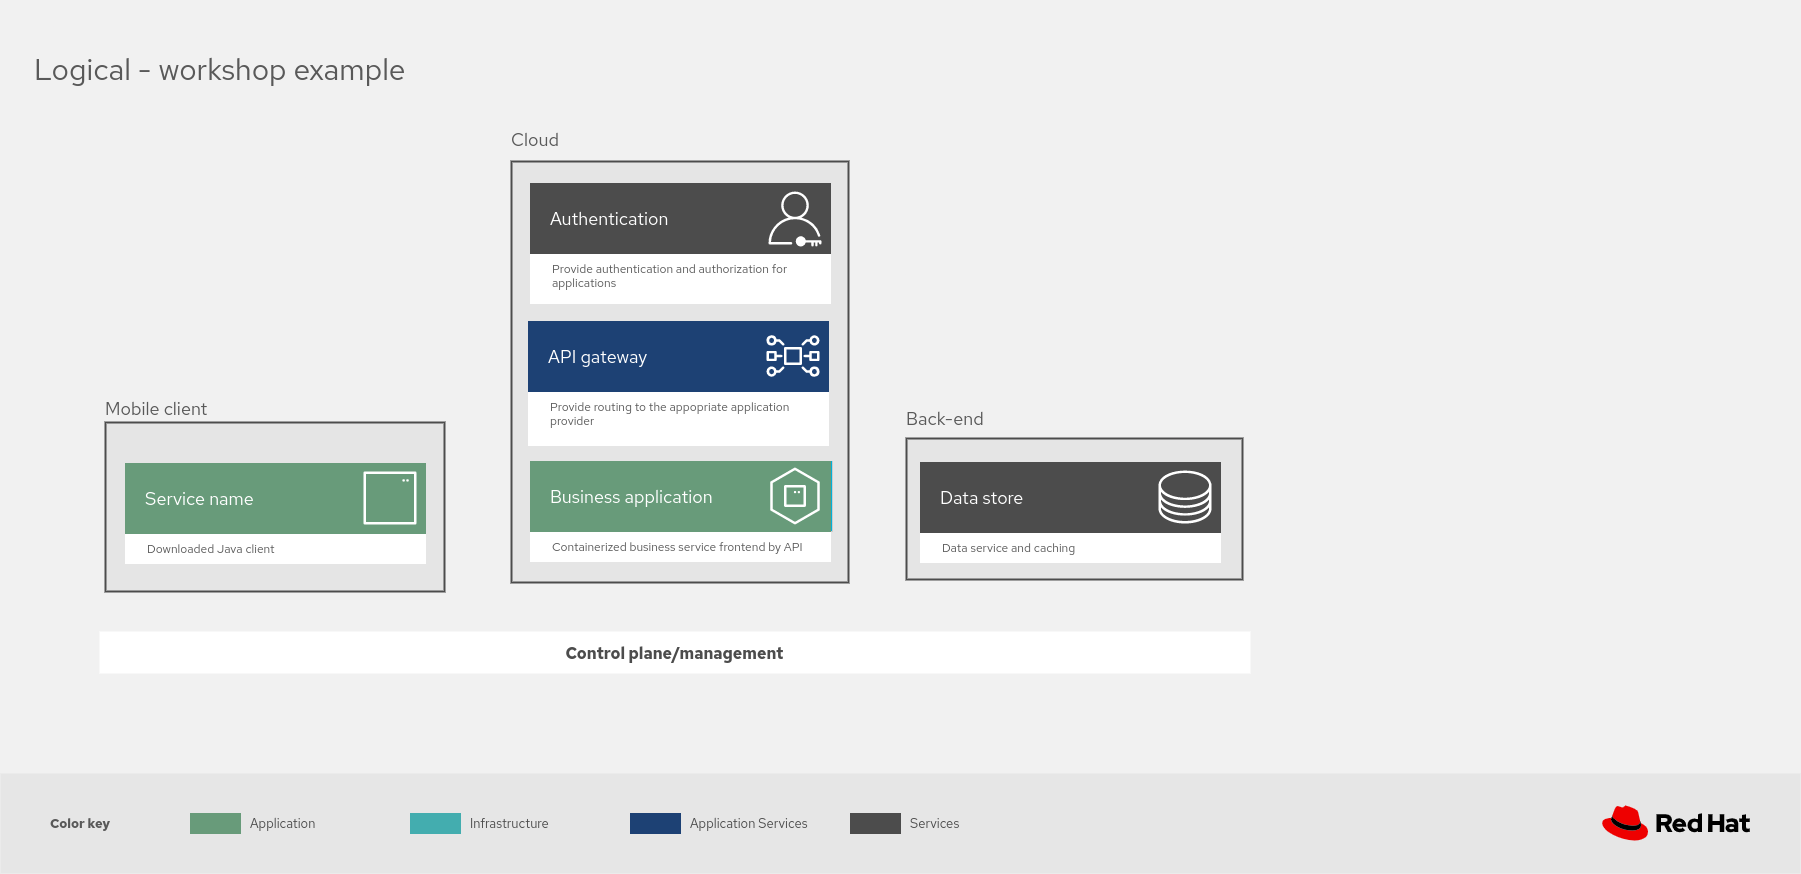 Logical - workshop example
Cloud
Authentication
Provide authentication and authorization for
applications
API gateway
Provide routing to the appopriate application
provider
Business application
Containerized business service frontend by API
Mobile client
Service name
Downloaded Java client
Back-end
Data store
Data service and caching
Control plane/management
Color key
Application
Infrastructure
Application Services
Services
Red Hat